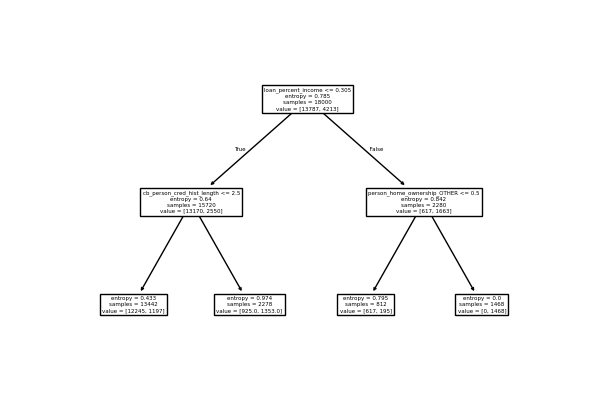 loan_percent_income <= 0.305
entropy = 0.785
samples = 18000
value = [13787, 4213]
True
False
cb_person_cred_hist_length <= 2.5
entropy = 0.64
samples = 15720
value = [13170, 2550]
person_home_ownership_OTHER <= 0.5
entropy = 0.842
samples = 2280
value = [617, 1663]
entropy = 0.433
samples = 13442
value = [12245, 1197]
entropy = 0.974
samples = 2278
value = [925.0, 1353.0]
entropy = 0.795
samples = 812
value = [617, 195]
entropy = 0.0
samples = 1468
value = [0, 1468]